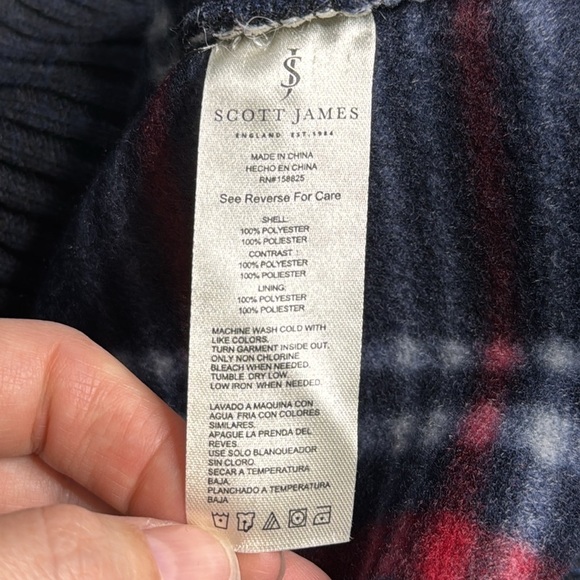 SCOTT JAMES
ENGLAND EST.1984
MADE IN CHINA
HECHO EN CHINA
RN#158825
See Reverse For Care
SHELL:
100% POLYESTER
100% POLIESTER
CONTRAST :
100% POLYESTER
100% POLIESTER
LINING:
100% POLYESTER
100% POLIESTER
MACHINE WASH COLD WITH
LIKE COLORS.
TURN GARMENT INSIDE OUT.
ONLY NON CHLORINE
BLEACH WHEN NEEDED.
TUMBLE DRY LOW.
LOW IRON WHEN NEEDED.
LAVADO A MAQUINA CON
AGUA FRIA CON COLORES
SIMILARES.
APAGUE LA PRENDA DEL
REVES.
USE SOLO BLANQUEADOR
SIN CLORO.
SECAR A TEMPERATURA
BAJA.
PLANCHADO A TEMPERATURA
BAJA